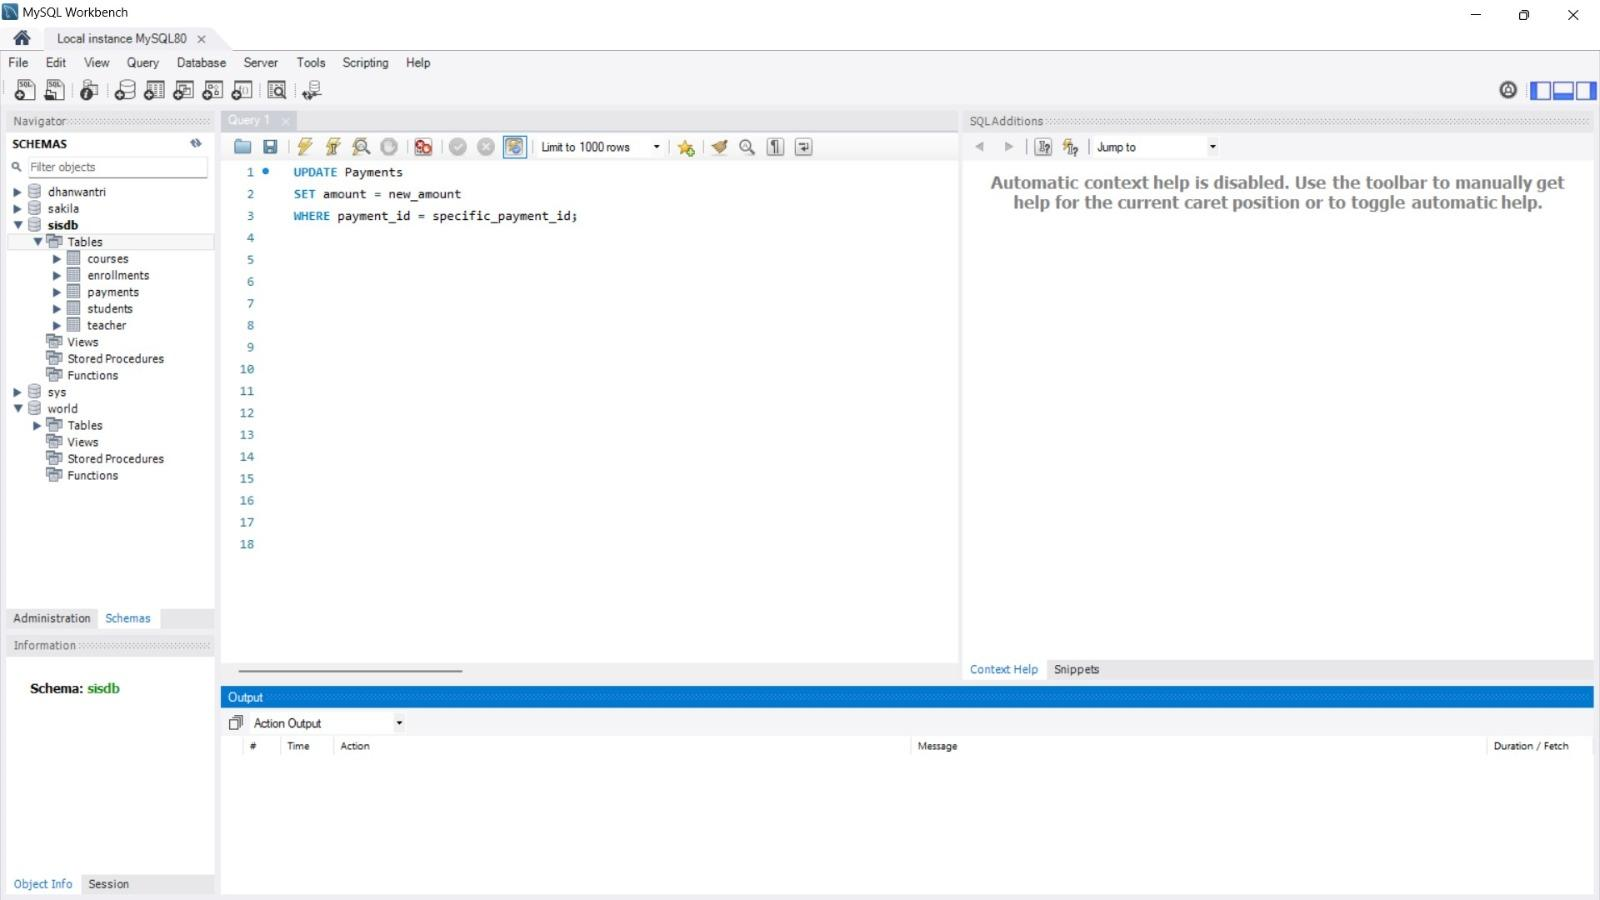 MySQL Workbench
Local instance MySQL80
File Edit View Query Database Server Tools Scripting Help
Navigator
SCHEMAS
Filter objects
dhanwantri
sakila
sisdb
Tables
courses
enrollments
payments
students
teacher
Views
Stored Procedures
Functions
sys
world
Tables
Views
Stored Procedures
Functions
Administration Schemas
Information
Schema: sisdb
Object Info Session
Query 1
Limit to 1000 rows
1 UPDATE Payments
2 SET amount = new_amount
3 WHERE payment_id = specific_payment_id;
4
5
6
7
8
9
10
11
12
13
14
15
16
17
18
SQLAdditions
Jump to
Automatic context help is disabled. Use the toolbar to manually get
help for the current caret position or to toggle automatic help.
Context Help Snippets
Output
Action Output
# Time Action Message Duration / Fetch